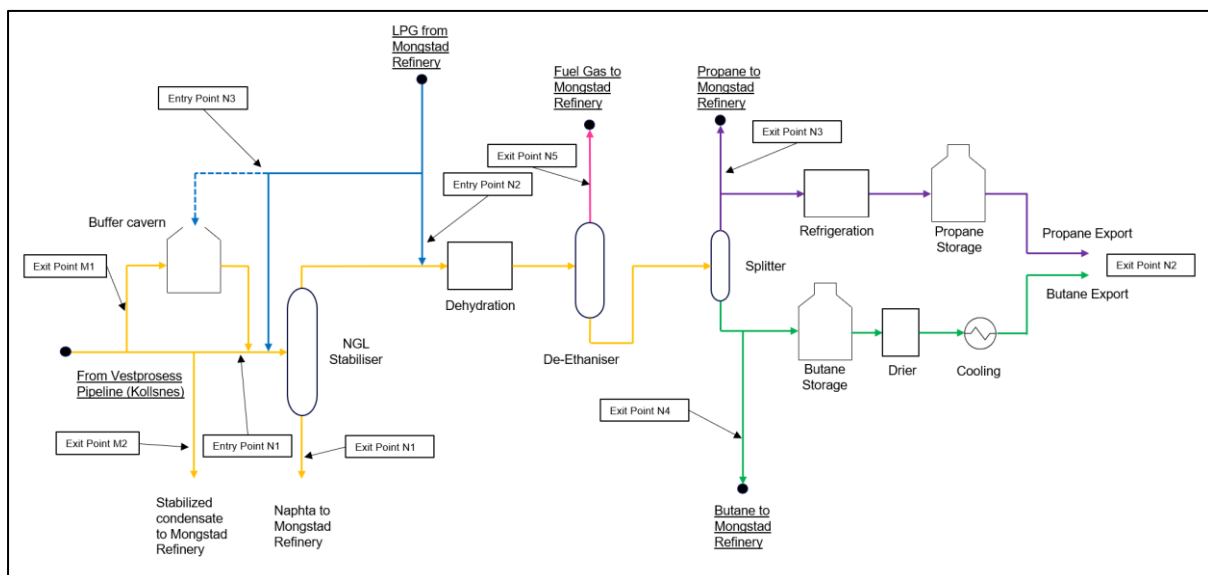 LPG from
Mongstad
Refinery
Fuel Gas to
Mongstad
Refinery
Propane to
Mongstad
Refinery
Entry Point N3
Exit Point N5
Exit Point N3
Entry Point N2
Buffer cavern
Refrigeration
Propane
Storage
Propane Export
Exit Point M1
Splitter
Exit Point N2
Dehydration
Butane Export
NGL
Stabiliser
De-Ethaniser
Butane
Storage
Drier
Cooling
From Vestprosess
Pipeline (Kollsnes)
Exit Point N4
Exit Point M2
Entry Point N1
Exit Point N1
Stabilized
condensate
to Mongstad
Refinery
Naphta to
Mongstad
Refinery
Butane to
Mongstad
Refinery